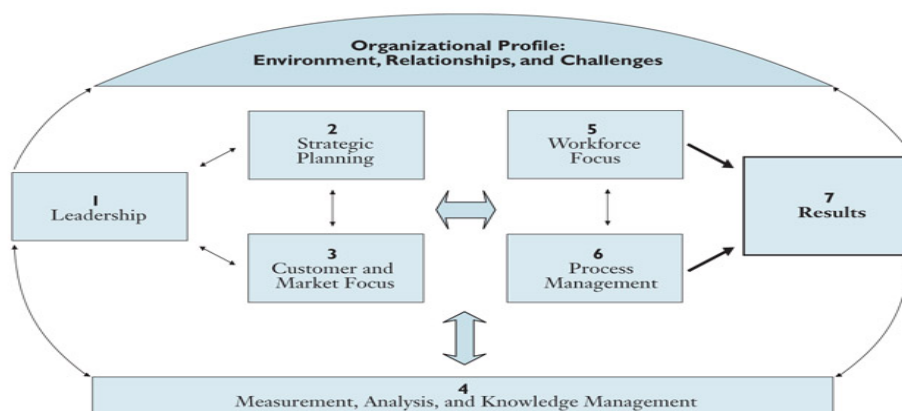 Organizational Profile:
Environment, Relationships, and Challenges
2
Strategic
Planning
5
Workforce
Focus
1
Leadership
7
Results
3
Customer and
Market Focus
6
Process
Management
4
Measurement, Analysis, and Knowledge Management